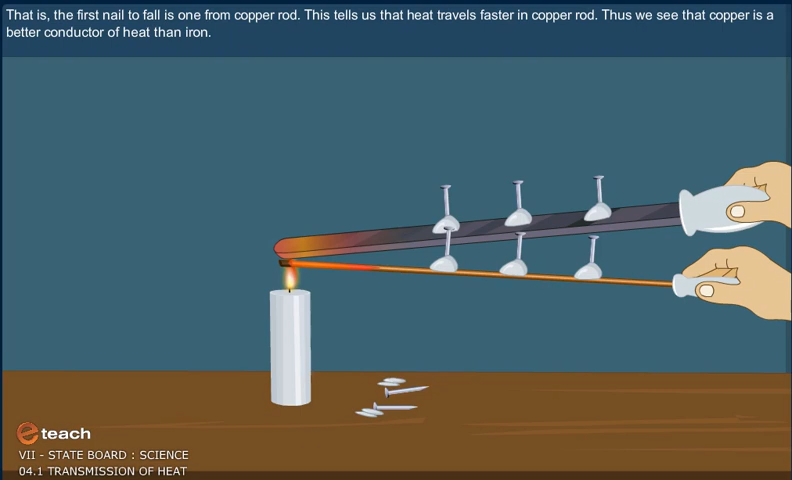 That is, the first nail to fall is one from copper rod. This tells us that heat travels faster in copper rod. Thus we see that copper is a
better conductor of heat than iron.
e teach
VII - STATE BOARD : SCIENCE
04.1 TRANSMISSION OF HEAT